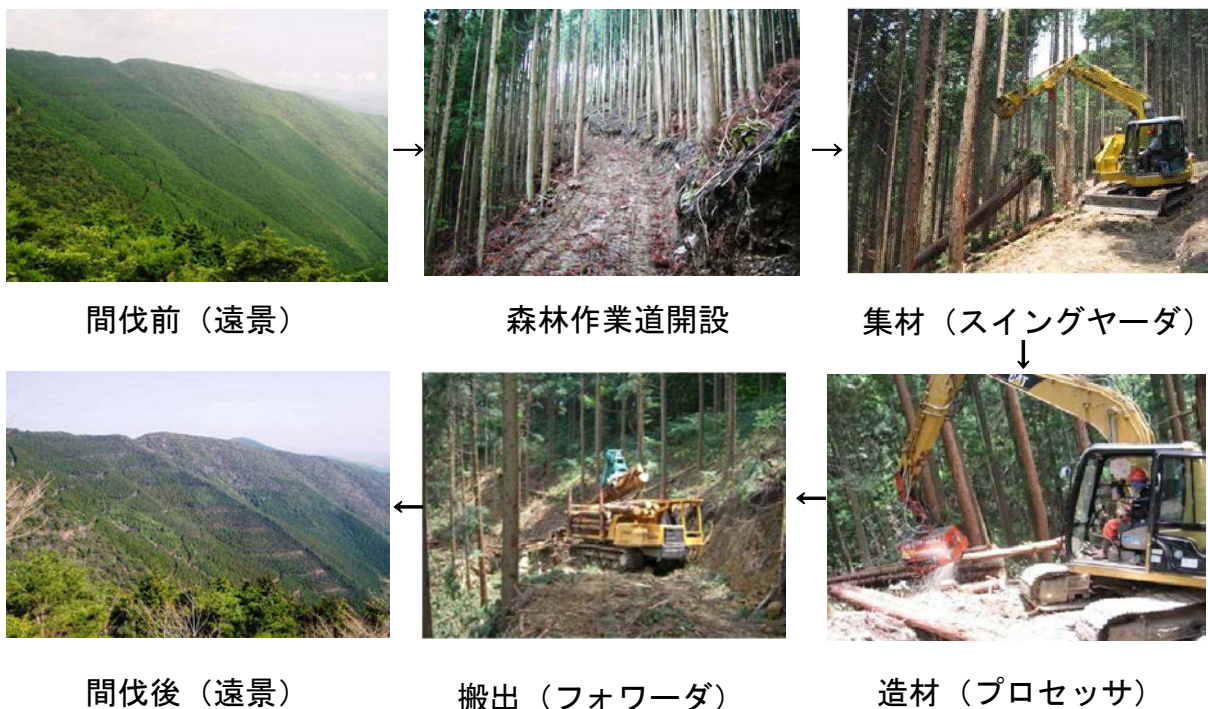 間伐前（遠景）
→
森林作業道開設
→
集材（スイングヤーダ）
↓
CAT
造材（プロセッサ）
←
搬出（フォワーダ）
←
間伐後（遠景）